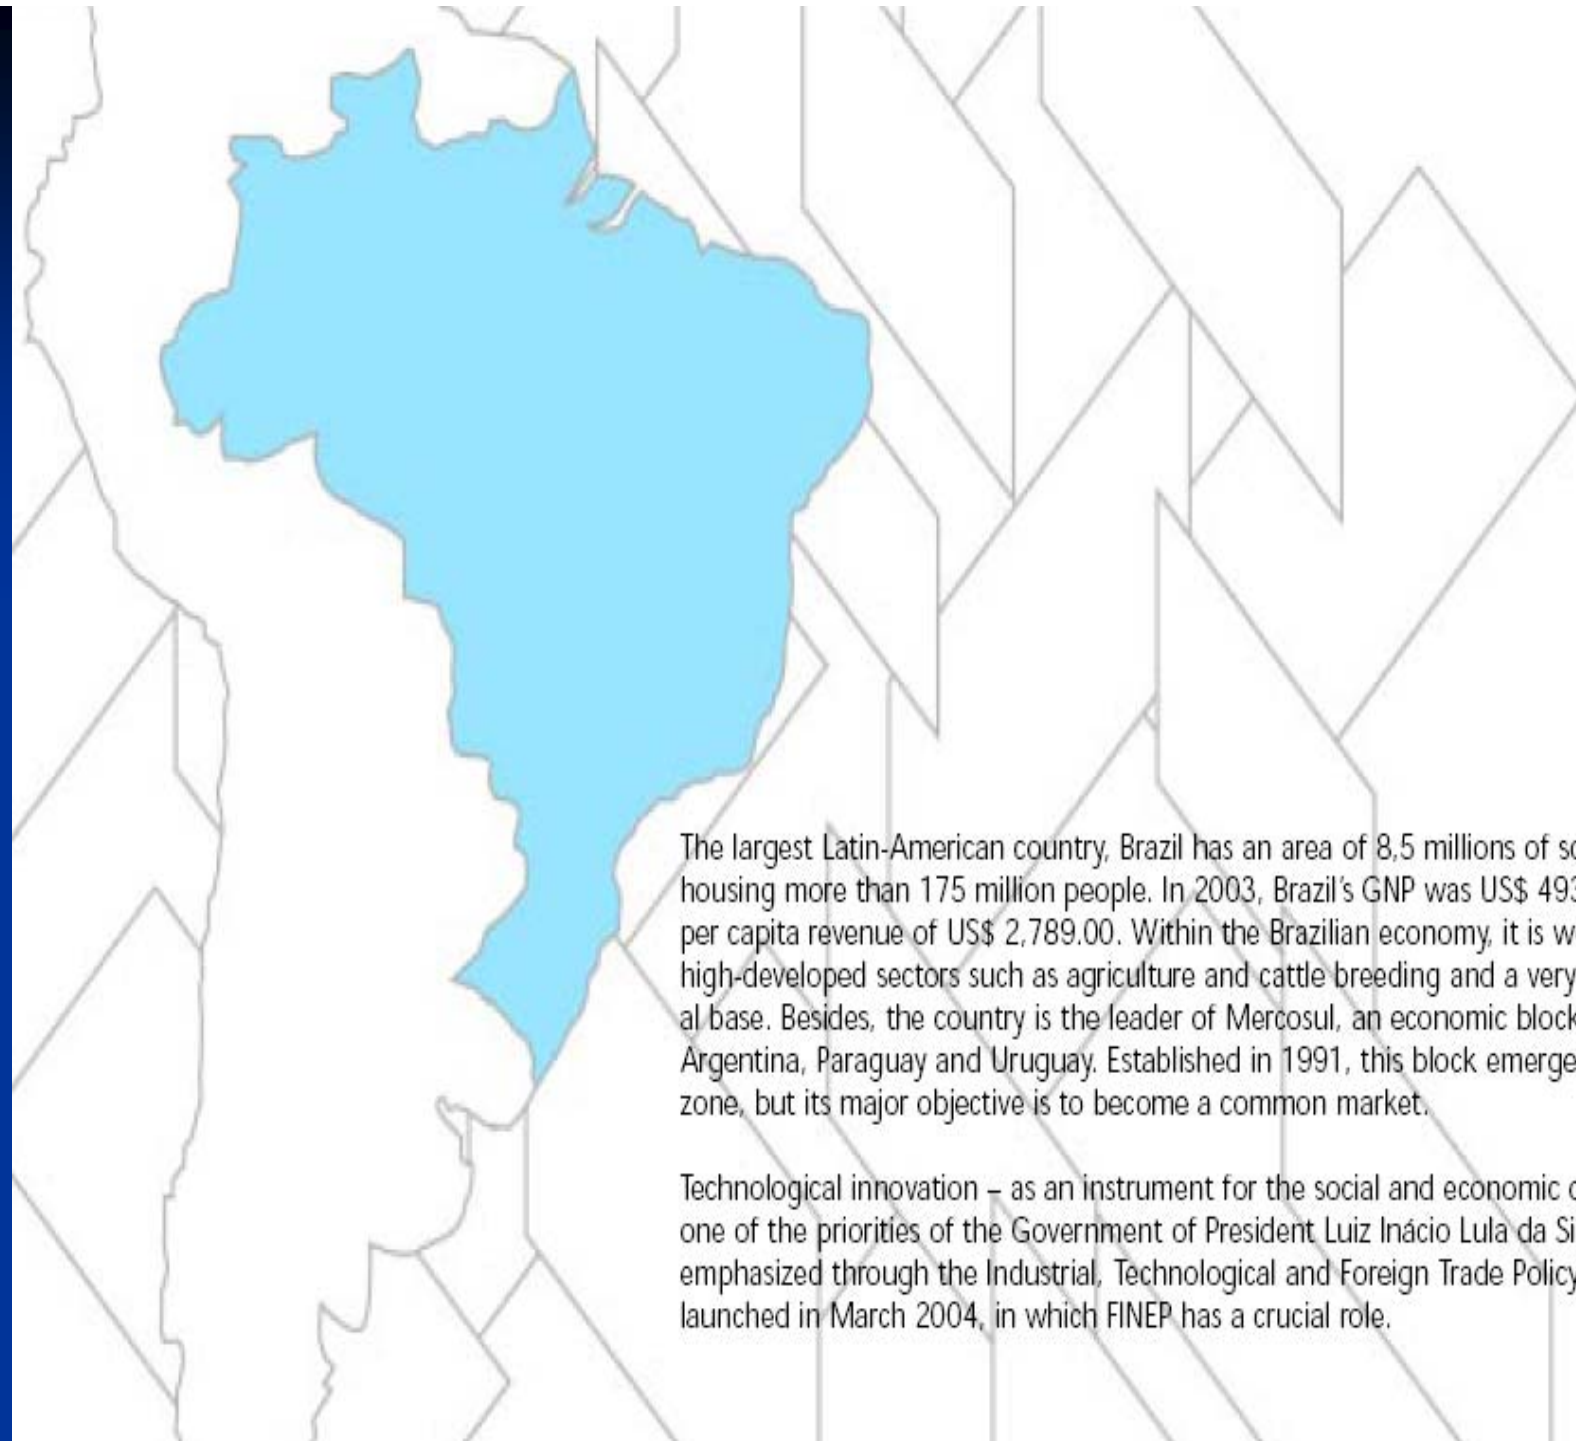 The largest Latin-American country, Brazil has an area of 8,5 millions of
housing more than 175 million people. In 2003, Brazil's GNP was US$ 493
per capita revenue of US$ 2,789.00. Within the Brazilian economy, it is
high-developed sectors such as agriculture and cattle breeding and a very
al base. Besides, the country is the leader of Mercosul, an economic block
Argentina, Paraguay and Uruguay. Established in 1991, this block emerge
zone, but its major objective is to become a common market.
Technological innovation – as an instrument for the social and economic
one of the priorities of the Government of President Luiz Inácio Lula da Si
emphasized through the Industrial, Technological and Foreign Trade Policy
launched in March 2004, in which FINEP has a crucial role.